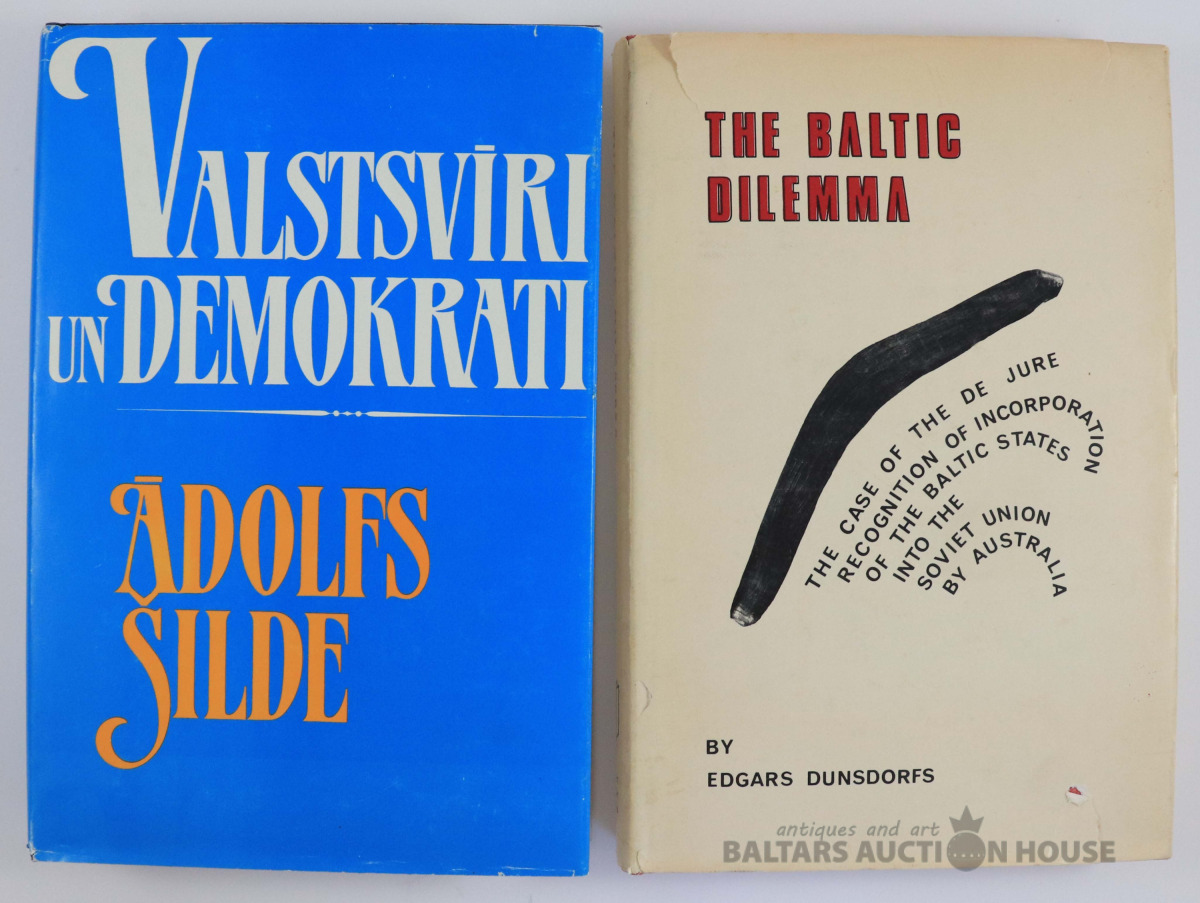 VALSTSVĪRI
UN DEMOKRATI
ĀDOLFS
ŠILDE
THE BALTIC
DILEMMA
THE CASE OF THE DE JURE
RECOGNITION OF INCORPORATION
OF THE BALTIC STATES
INTO THE
SOVIET UNION
BY AUSTRALIA
BY
EDGARS DUNSDORFS
antiques and art
BALTARS AUCTION HOUSE